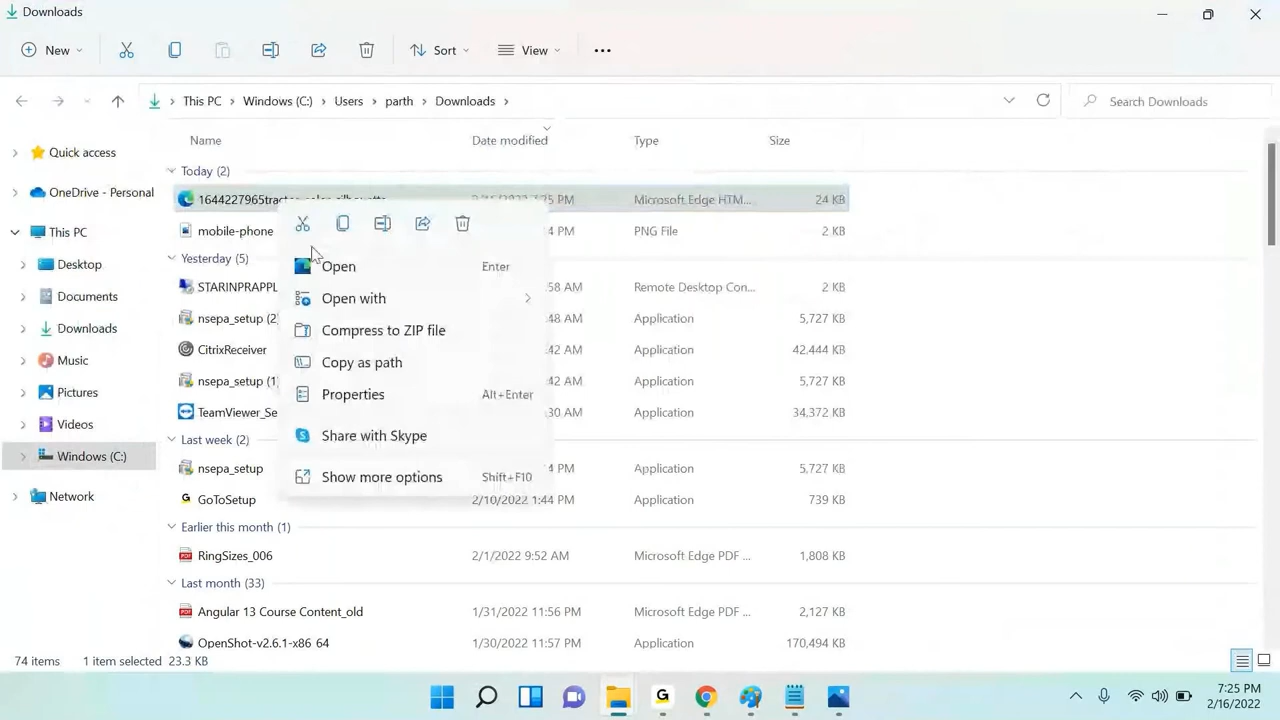 Downloads
New
Sort
View
This PC > Windows (C:) > Users > parth > Downloads >
Search Downloads
Name Date modified Type Size
Quick access
OneDrive - Personal
This PC
Desktop
Documents
Downloads
Music
Pictures
Videos
Windows (C:)
Network
Today (2)
PM Microsoft Edge HTM... 24 KB
mobile-phone 4 PM PNG File 2 KB
Yesterday (5)
STARINPRAPPL :58 AM Remote Desktop Con... 2 KB
nsepa_setup (2) :48 AM Application 5,727 KB
CitrixReceiver :42 AM Application 42,444 KB
nsepa_setup (1) :42 AM Application 5,727 KB
TeamViewer_Se :30 AM Application 34,372 KB
Last week (2)
nsepa_setup 4 PM Application 5,727 KB
GoToSetup 2/10/2022 1:44 PM Application 739 KB
Earlier this month (1)
RingSizes_006 2/1/2022 9:52 AM Microsoft Edge PDF ... 1,808 KB
Last month (33)
Angular 13 Course Content_old 1/31/2022 11:56 PM Microsoft Edge PDF ... 2,127 KB
OpenShot-v2.6.1-x86_64 1/30/2022 11:57 PM Application 170,494 KB
Open Enter
Open with
Compress to ZIP file
Copy as path
Properties Alt+Enter
Share with Skype
Show more options Shift+F10
74 items 1 item selected 23.3 KB
7:25 PM
2/16/2022